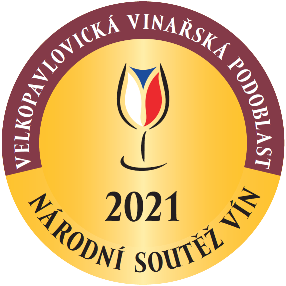 VELKOPAVLOVICKÁ VINAŘSKÁ PODOBLAST
2021
NÁRODNÍ SOUTĚŽ VÍN